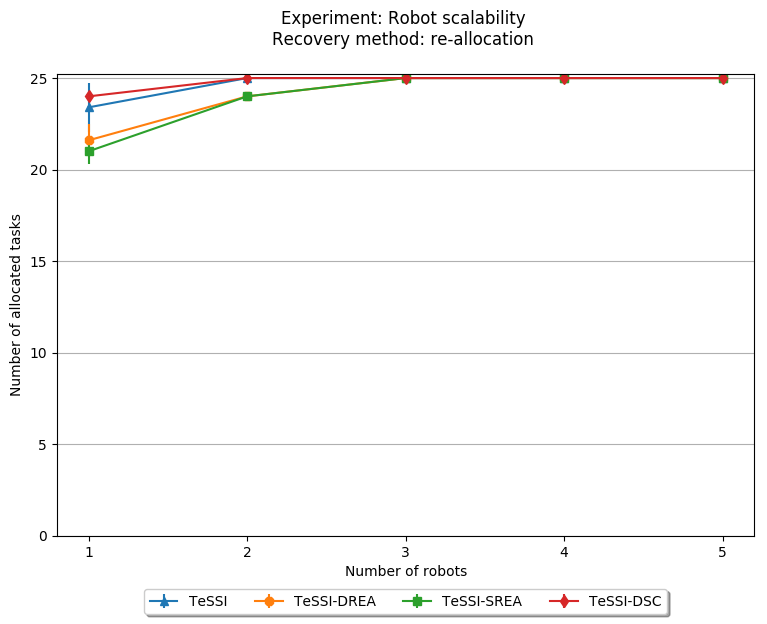 Experiment: Robot scalability
Recovery method: re-allocation
25
20
15
10
5
0
Number of allocated tasks
1 2 3 4 5
Number of robots
TeSSI TeSSI-DREA TeSSI-SREA TeSSI-DSC